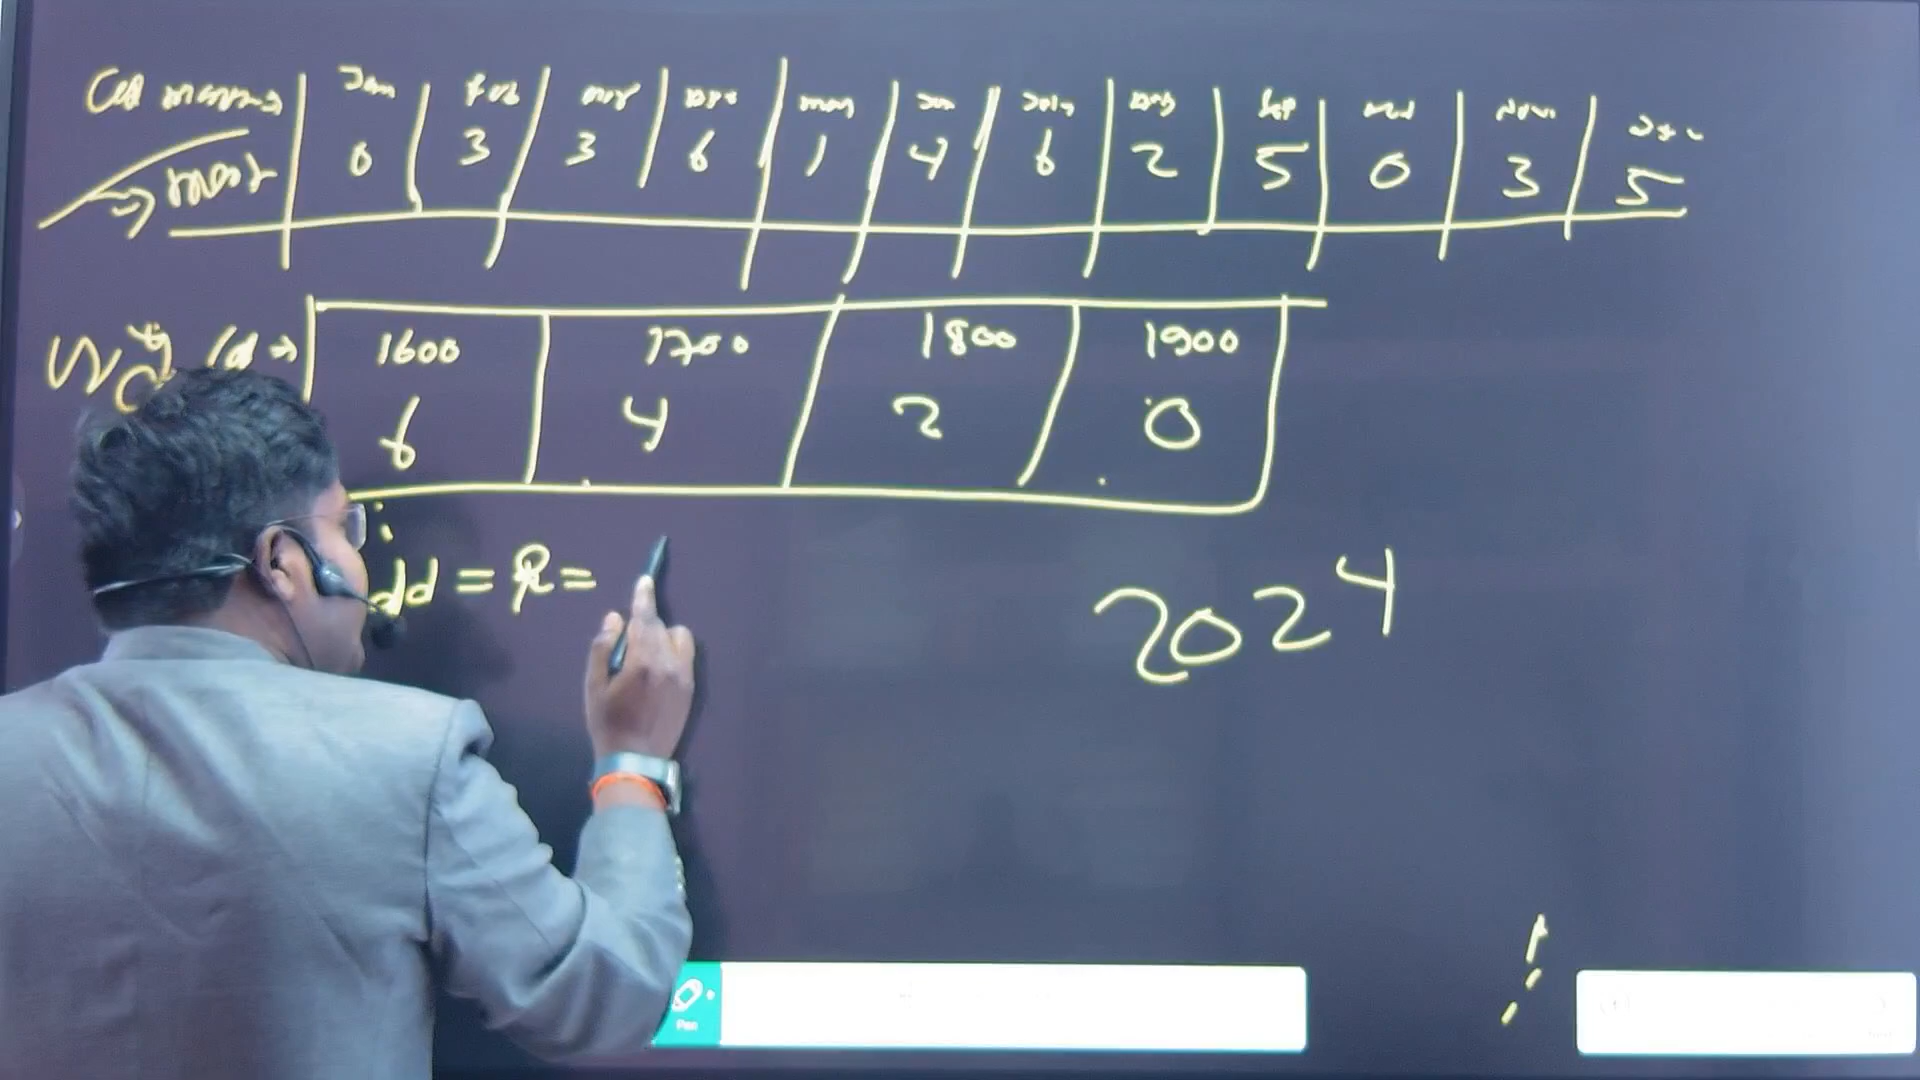 Jan Feb mar Apr may Jun July Aug Sep Oct Nov Dec
0 3 3 6 1 4 6 2 5 0 3 5
1600 1700 1800 1900
6 4 2 0
dd = R =
2024
Pen